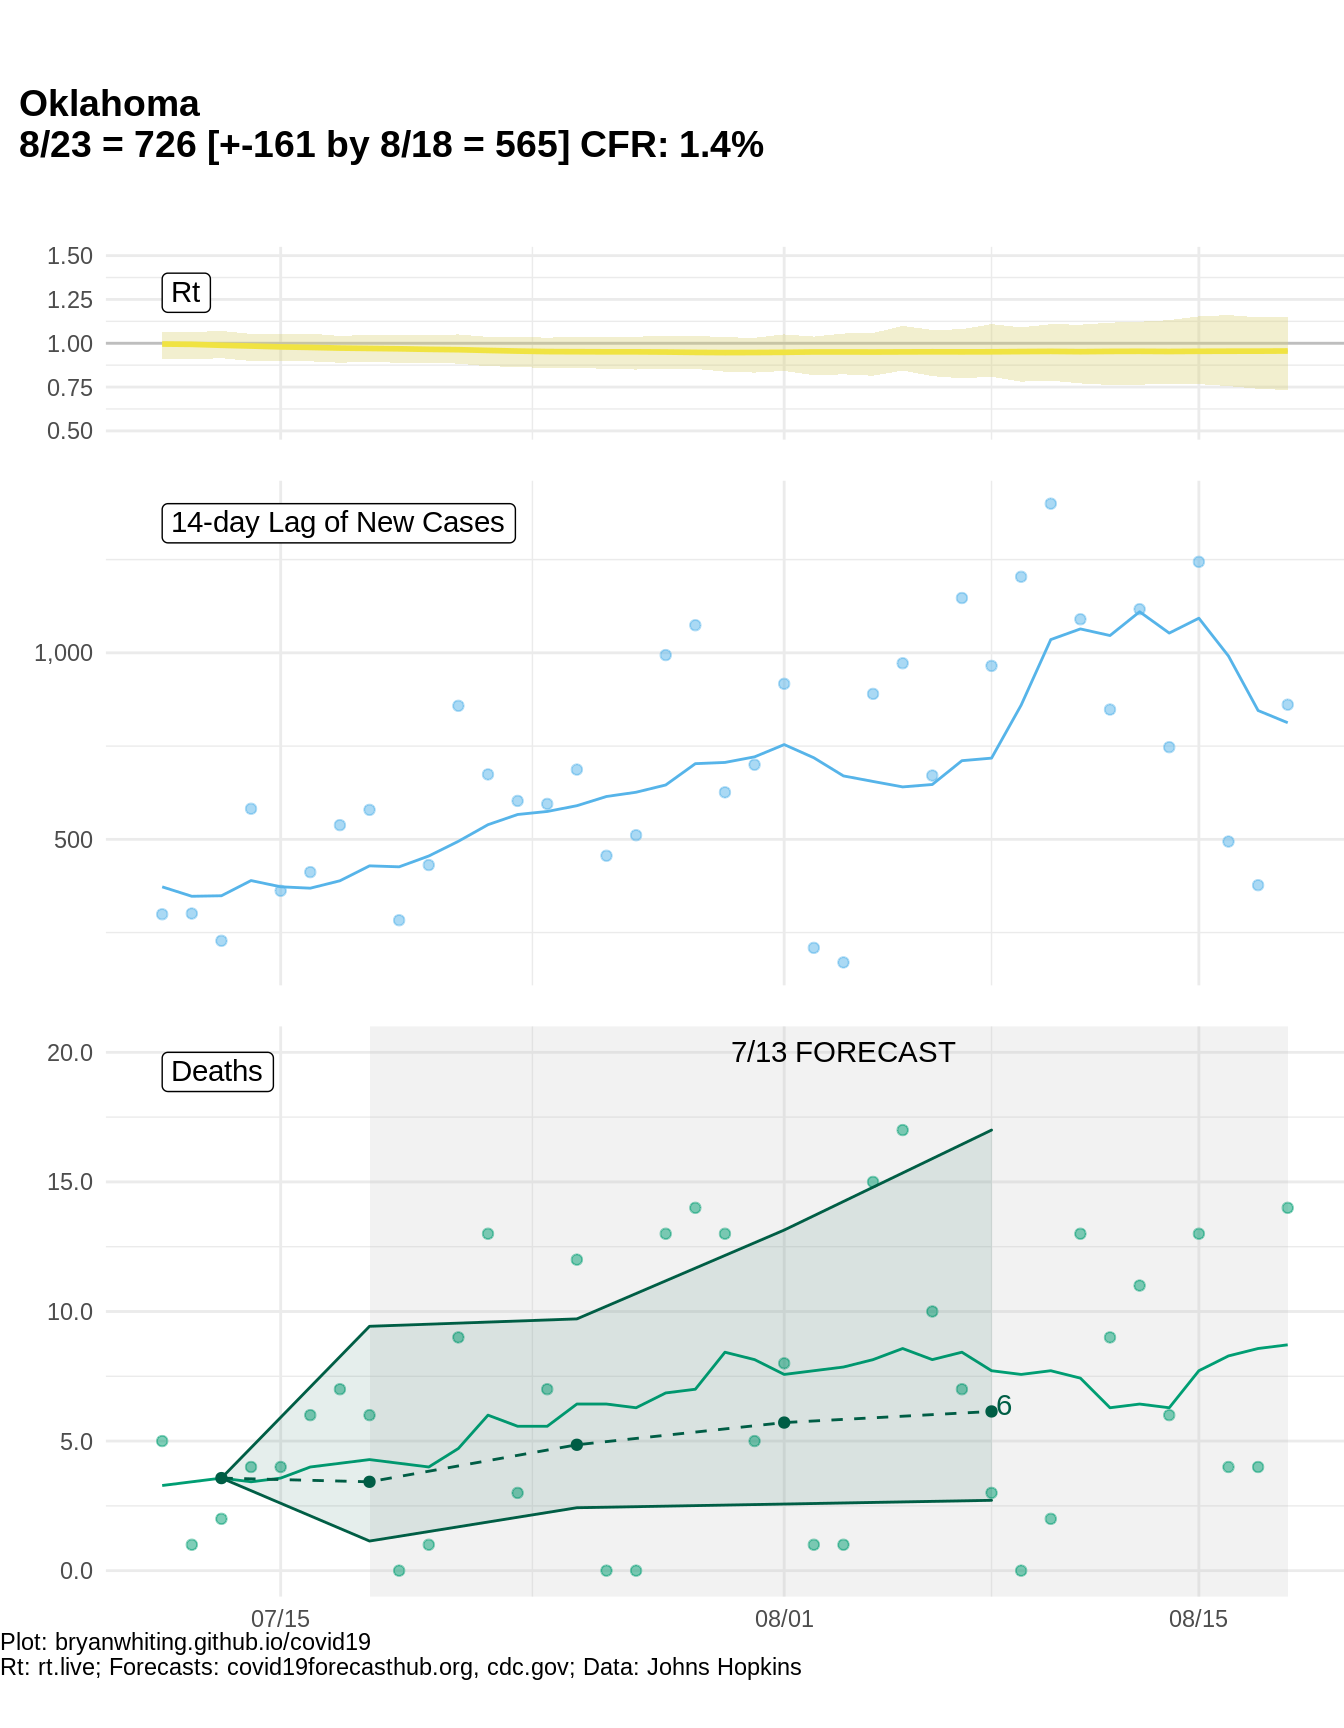 Oklahoma
8/23 = 726 [+-161 by 8/18 = 565] CFR: 1.4%
1.50
Rt
1.25
1.00
0.75
0.50
14-day Lag of New Cases
1,000
500
7/13 FORECAST
20.0
Deaths
15.0
10.0
6
5.0
0.0
07/15
08/01
08/15
Plot: bryanwhiting.github.io/covid19
Rt: rt.live; Forecasts: covid19forecasthub.org, cdc.gov; Data: Johns Hopkins